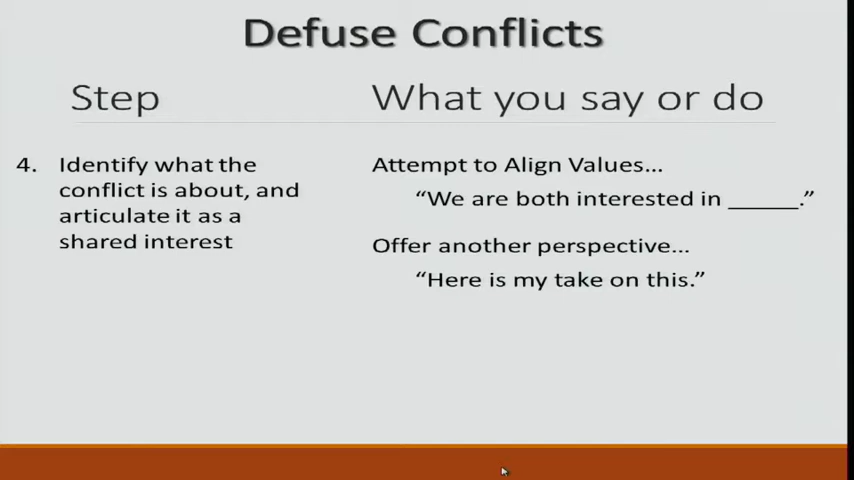 Defuse Conflicts
Step
What you say or do
4. Identify what the
conflict is about, and
articulate it as a
shared interest
Attempt to Align Values...
“We are both interested in ______.”
Offer another perspective...
“Here is my take on this.”